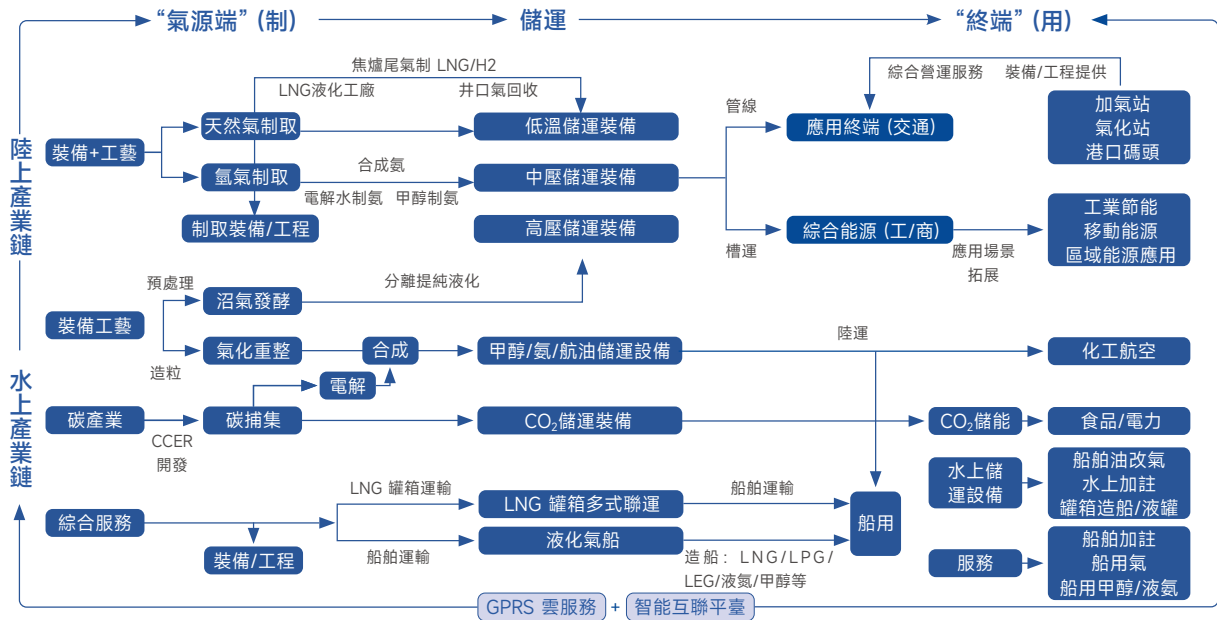 “氣源端” (制)
儲運
“終端” (用)
陸上產業鏈
水上產業鏈
焦爐尾氣制 LNG/H2
LNG液化工廠
井口氣回收
綜合營運服務
裝備/工程提供
天然氣制取
低溫儲運裝備
管線
應用終端 (交通)
加氣站
氣化站
港口碼頭
裝備+工藝
合成氨
氫氣制取
中壓儲運裝備
電解水制氨
甲醇制氨
制取裝備/工程
高壓儲運裝備
槽運
綜合能源 (工/商)
應用場景
拓展
工業節能
移動能源
區域能源應用
預處理
分離提純液化
沼氣發酵
裝備工藝
陸運
氣化重整
合成
甲醇/氨/航油儲運設備
化工航空
造粒
電解
碳產業
碳捕集
CO₂儲運裝備
CO₂儲能
食品/電力
CCER
開發
水上儲
運設備
船舶油改氣
水上加註
罐箱造船/液罐
LNG 罐箱運輸
LNG 罐箱多式聯運
船舶運輸
綜合服務
船用
裝備/工程
船舶運輸
液化氣船
造船：LNG/LPG/
LEG/液氮/甲醇等
服務
船舶加註
船用氣
船用甲醇/液氨
GPRS 雲服務
+
智能互聯平臺